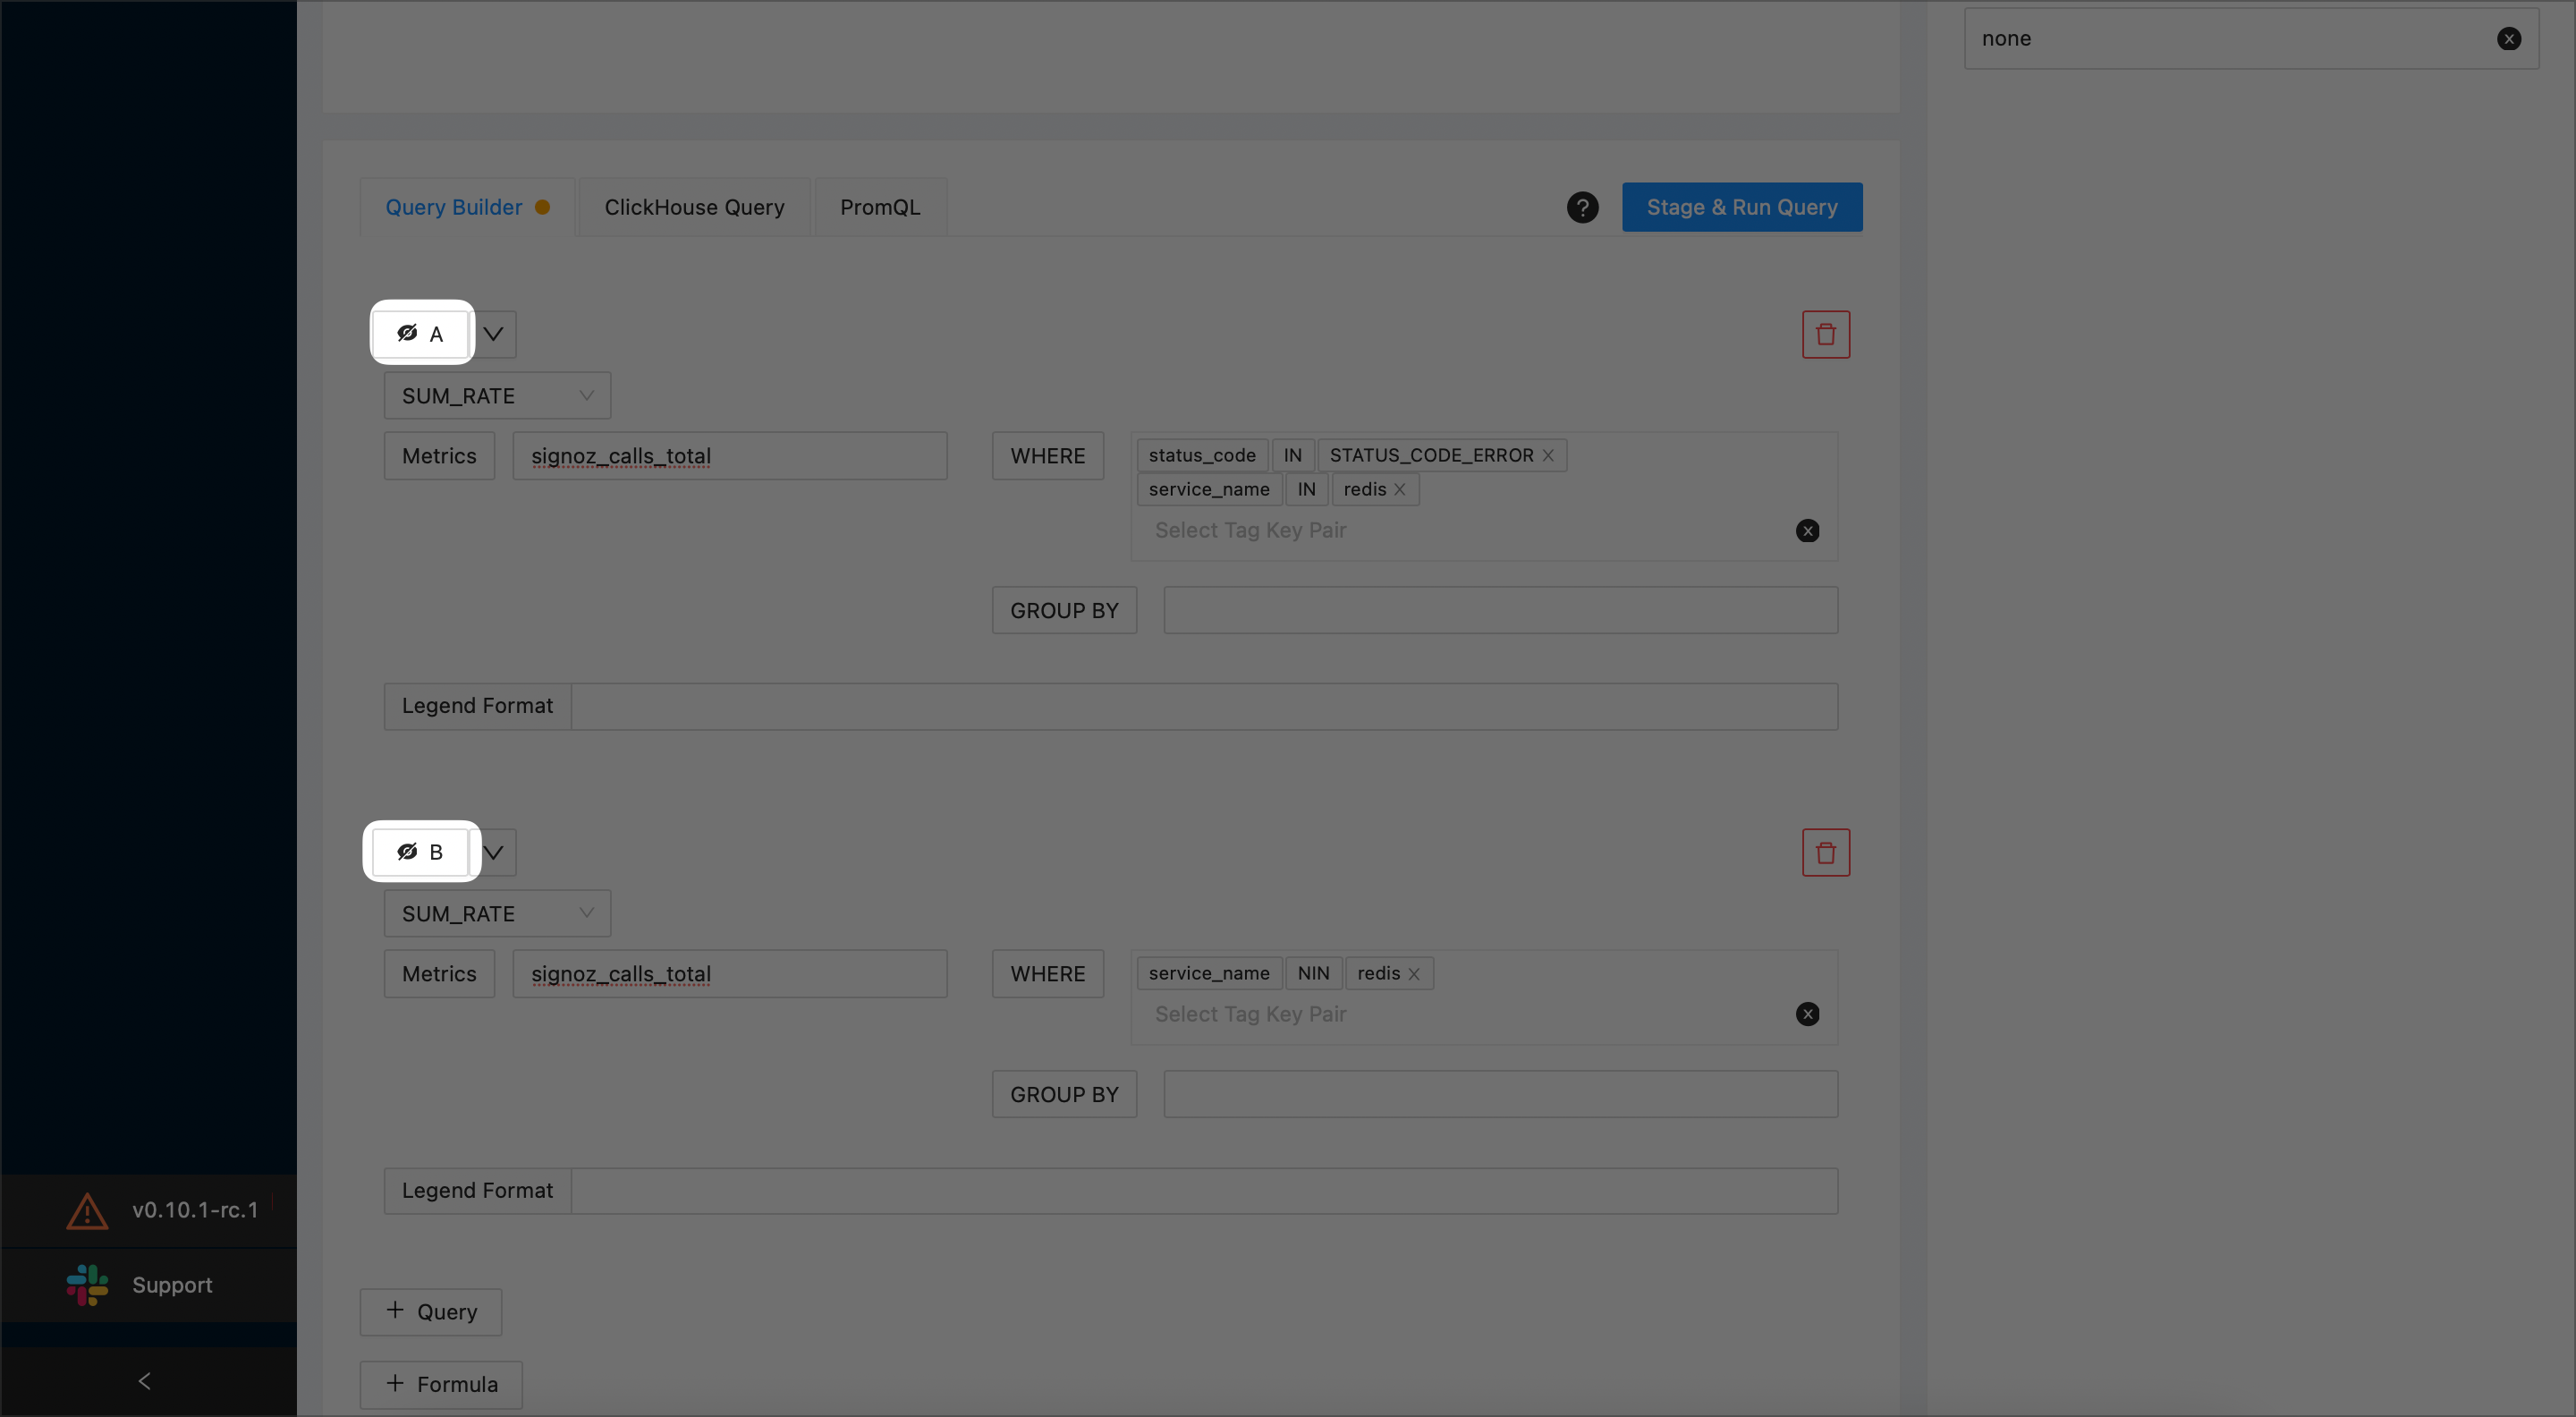 none
Query Builder ClickHouse Query PromQL ? Stage & Run Query
A
SUM_RATE
Metrics signoz_calls_total WHERE status_code IN STATUS_CODE_ERROR
service_name IN redis
Select Tag Key Pair
GROUP BY
Legend Format
B
SUM_RATE
Metrics signoz_calls_total WHERE service_name NIN redis
Select Tag Key Pair
GROUP BY
Legend Format
+ Query
+ Formula
v0.10.1-rc.1
Support